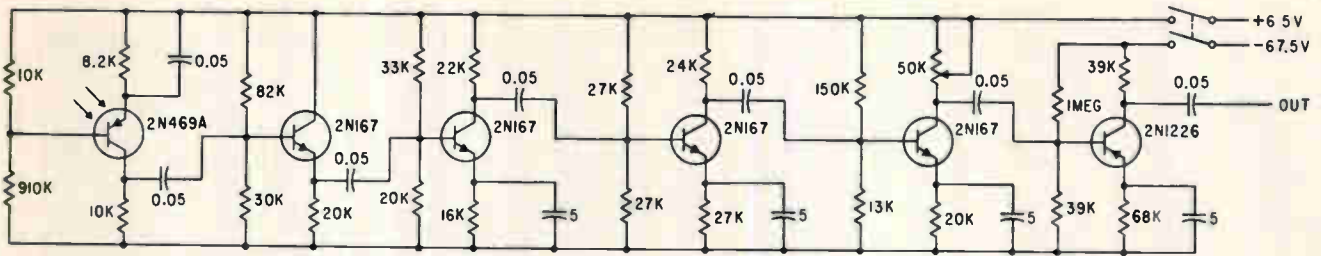 +6.5V
-67.5V
8.2K
0.05
10K
33K
22K
24K
50K
39K
82K
0.05
27K
0.05
150K
0.05
1MEG
0.05
OUT
2N469A
2N167
2N167
2N167
2N167
2N1226
910K
0.05
0.05
10K
30K
20K
20K
16K
5
27K
27K
5
13K
20K
5
39K
68K
5